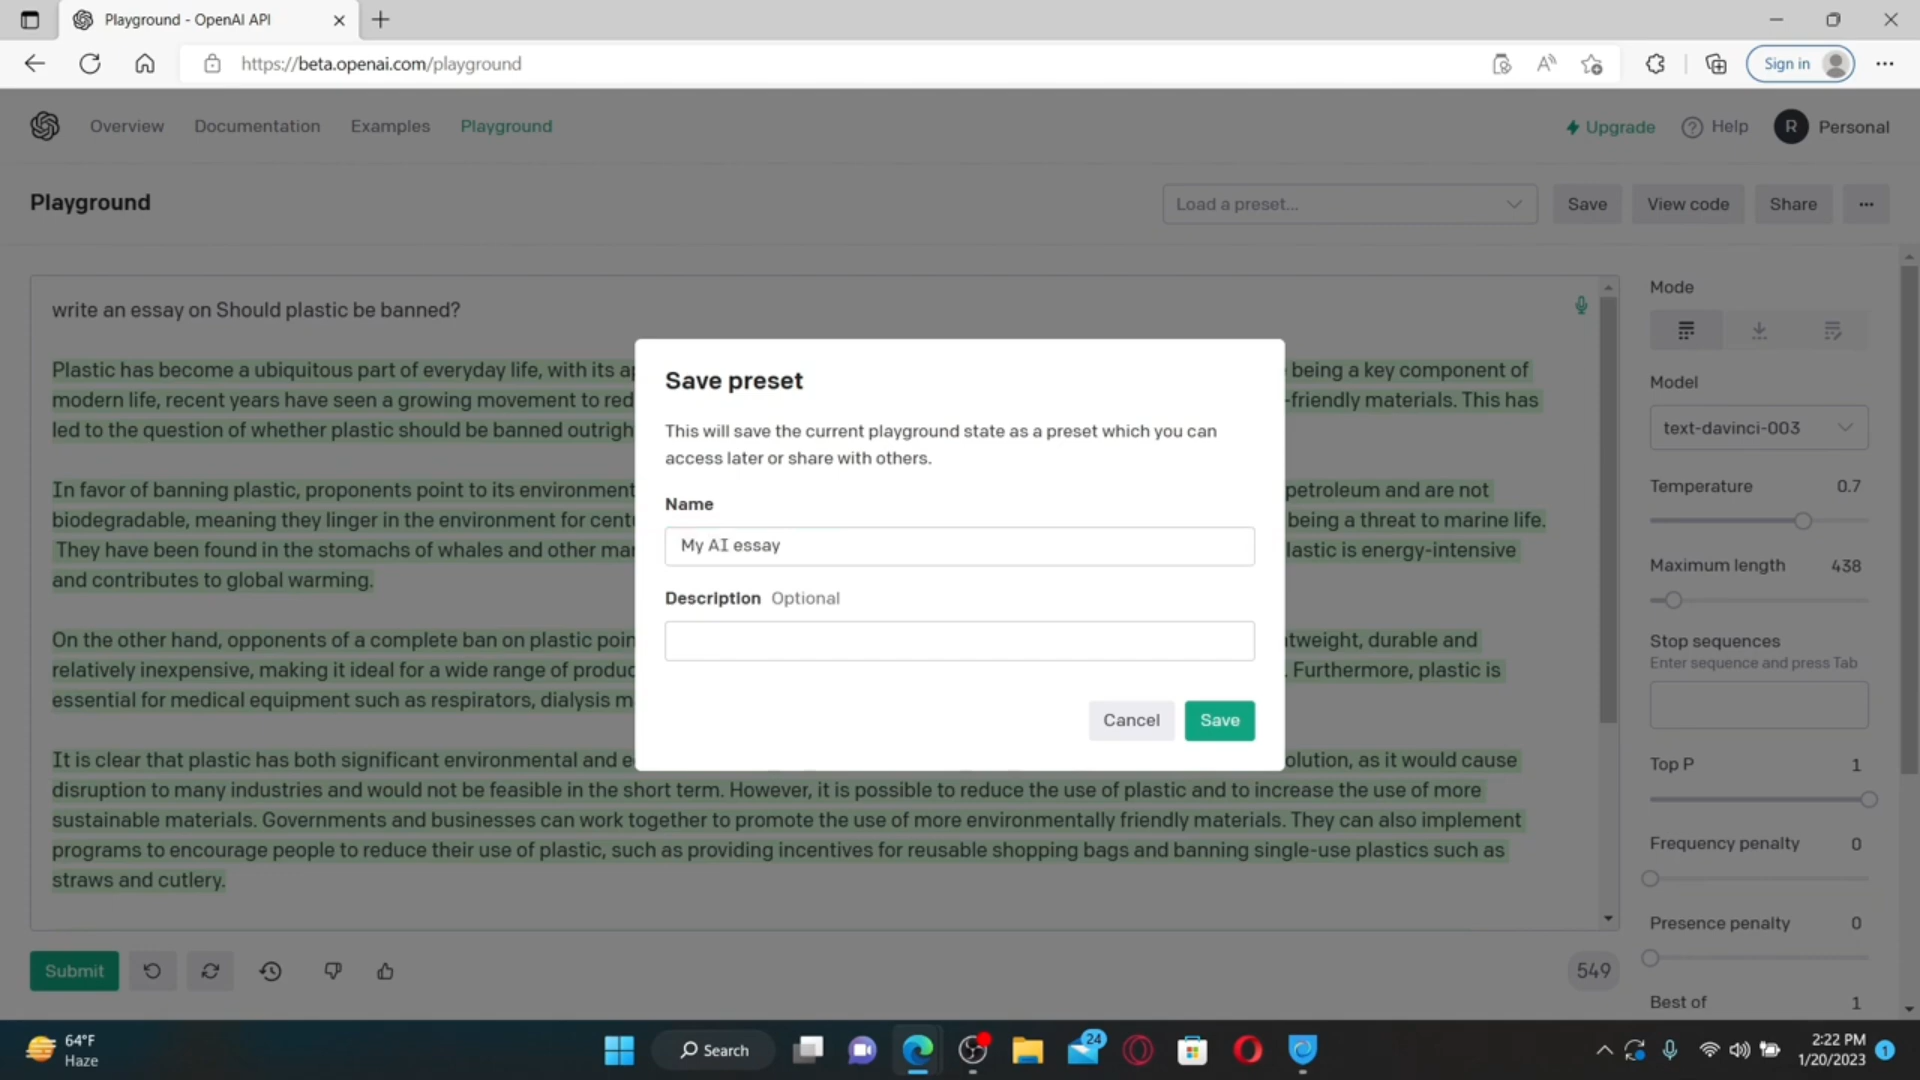 Playground - OpenAI API
https://beta.openai.com/playground
Sign in
Overview
Documentation
Examples
Playground
Upgrade
Help
R
Personal
Playground
Load a preset...
Save
View code
Share
write an essay on Should plastic be banned?
Plastic has become a ubiquitous part of everyday life, with its
being a key component of
modern life, recent years have seen a growing movement to
-friendly materials. This has
led to the question of whether plastic should be banned
In favor of banning plastic, proponents point to its
petroleum and are not
biodegradable, meaning they linger in the environment for
being a threat to marine life.
They have been found in the stomachs of whales and other
is energy-intensive
and contributes to global warming.
On the other hand, opponents of a complete ban on plastic
durable and
relatively inexpensive, making it ideal for a wide range of
. Furthermore, plastic is
essential for medical equipment such as respirators, dialysis
It is clear that plastic has both significant environmental and
as it would cause
disruption to many industries and would not be feasible in the short term. However, it is possible to reduce the use of plastic and to increase the use of more
sustainable materials. Governments and businesses can work together to promote the use of more environmentally friendly materials. They can also implement
programs to encourage people to reduce their use of plastic, such as providing incentives for reusable shopping bags and banning single-use plastics such as
straws and cutlery.
Save preset
This will save the current playground state as a preset which you can
access later or share with others.
Name
My AI essay
Description Optional
Cancel
Save
Mode
Model
text-davinci-003
Temperature 0.7
Maximum length 438
Stop sequences
Enter sequence and press Tab
Top P 1
Frequency penalty 0
Presence penalty 0
Best of 1
Submit
549
64°F
Haze
Search
24
2:22 PM
1/20/2023
1